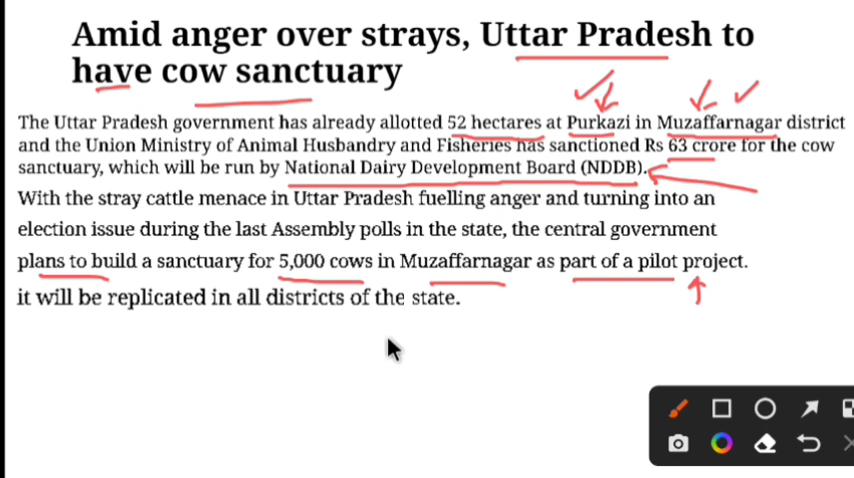 Amid anger over strays, Uttar Pradesh to
have cow sanctuary
The Uttar Pradesh government has already allotted 52 hectares at Purkazi in Muzaffarnagar district
and the Union Ministry of Animal Husbandry and Fisheries has sanctioned Rs 63 crore for the cow
sanctuary, which will be run by National Dairy Development Board (NDDB).
With the stray cattle menace in Uttar Pradesh fuelling anger and turning into an
election issue during the last Assembly polls in the state, the central government
plans to build a sanctuary for 5,000 cows in Muzaffarnagar as part of a pilot project.
it will be replicated in all districts of the state.